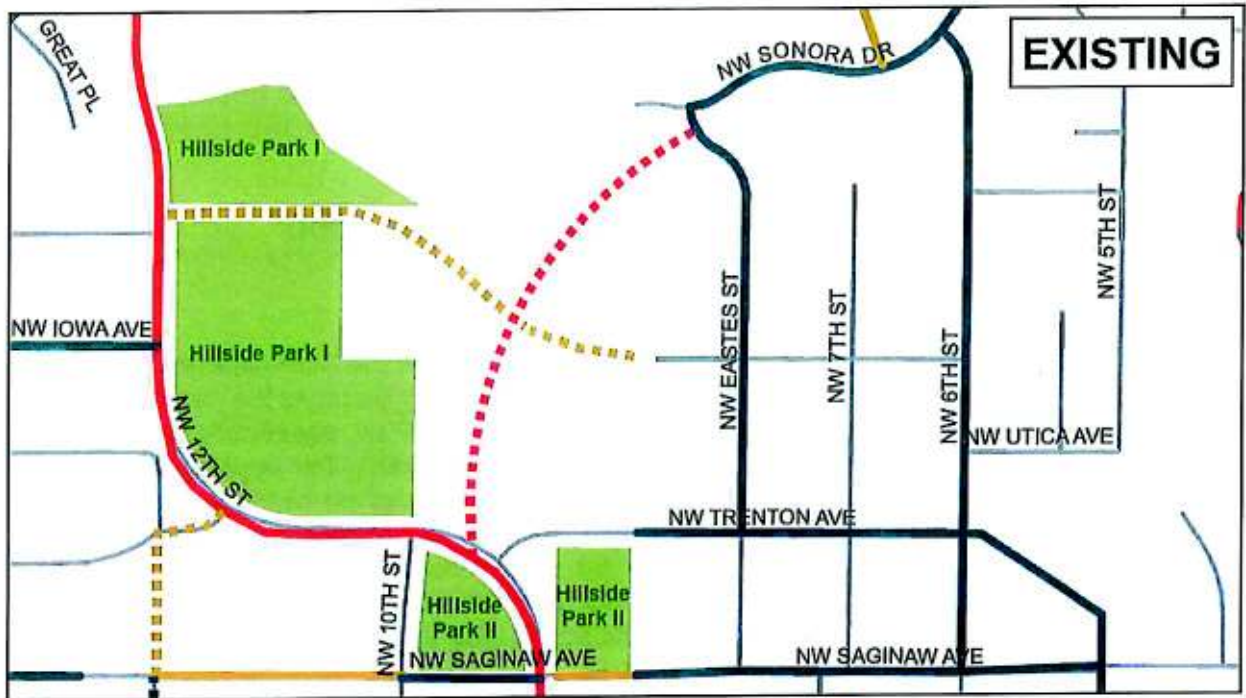 EXISTING
GREAT PL
NW SONORA DR
Hillside Park I
NW 5TH ST
NW IOWA AVE
Hillside Park I
NW EASTES ST
NW 7TH ST
NW 6TH ST
NW 12TH ST
NW UTICA AVE
NW TRENTON AVE
NW 10TH ST
Hillside
Park II
Hillside
Park II
NW SAGINAW AVE
NW SAGINAW AVE